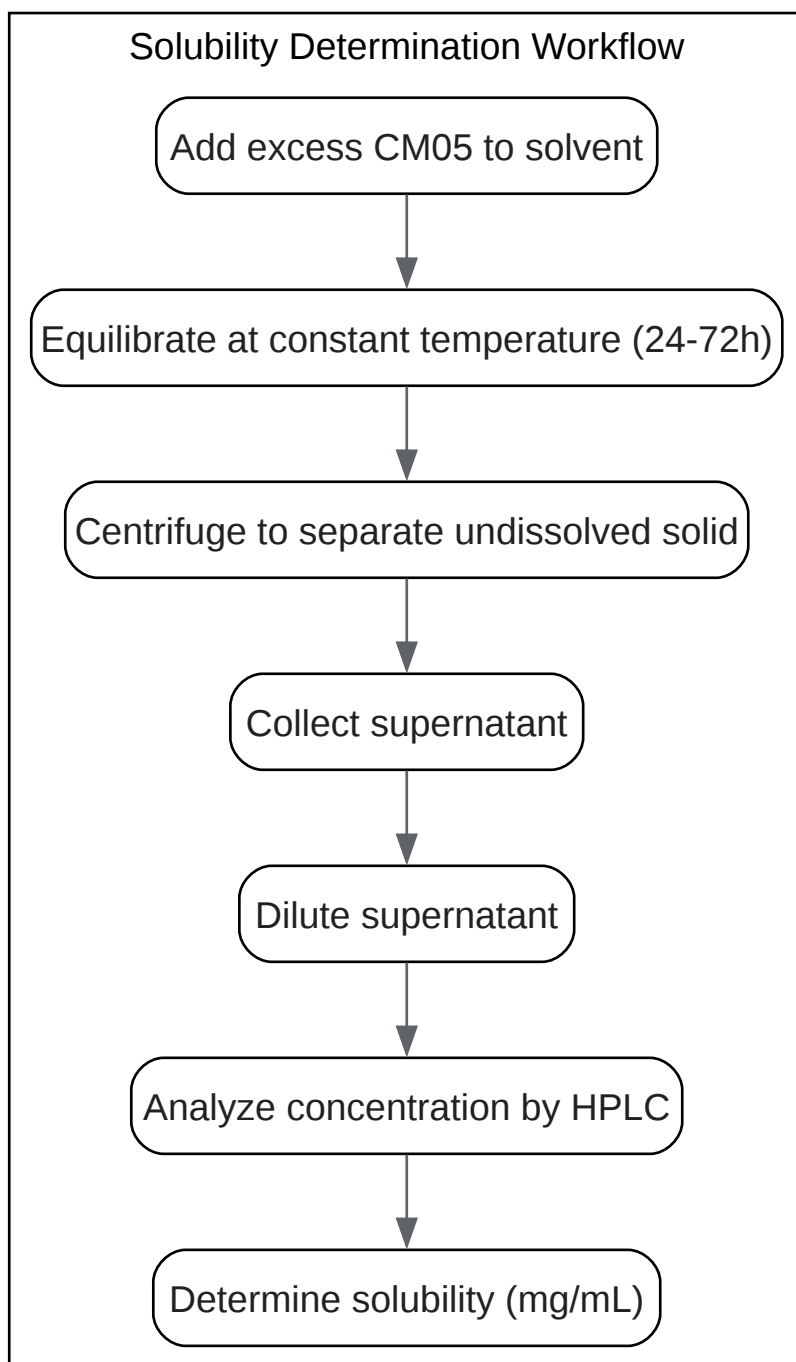 Solubility Determination Workflow
Add excess CM05 to solvent
Equilibrate at constant temperature (24-72h)
Centrifuge to separate undissolved solid
Collect supernatant
Dilute supernatant
Analyze concentration by HPLC
Determine solubility (mg/mL)